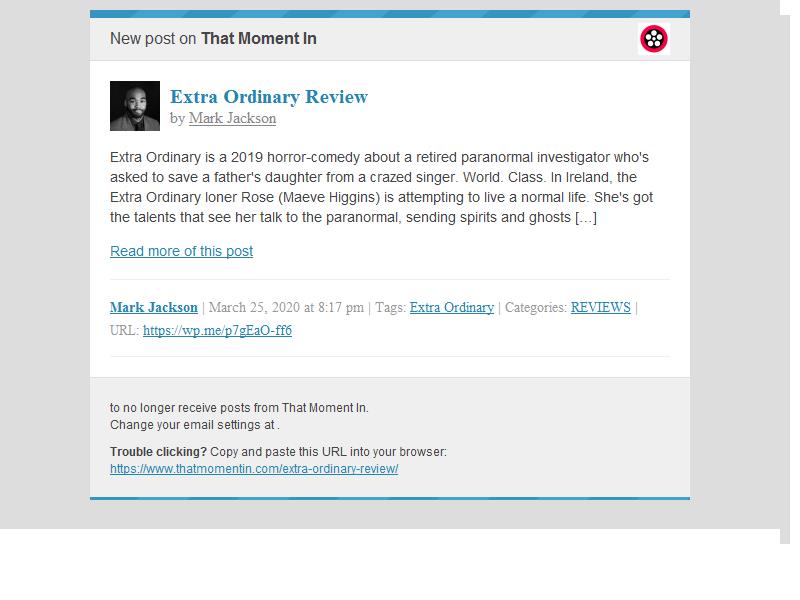 New post on That Moment In
Extra Ordinary Review
by Mark Jackson
Extra Ordinary is a 2019 horror-comedy about a retired paranormal investigator who's
asked to save a father's daughter from a crazed singer. World. Class. In Ireland, the
Extra Ordinary loner Rose (Maeve Higgins) is attempting to live a normal life. She's got
the talents that see her talk to the paranormal, sending spirits and ghosts […]
Read more of this post
Mark Jackson | March 25, 2020 at 8:17 pm | Tags: Extra Ordinary | Categories: REVIEWS |
URL: https://wp.me/p7gEaO-ff6
to no longer receive posts from That Moment In.
Change your email settings at .
Trouble clicking? Copy and paste this URL into your browser:
https://www.thatmomentin.com/extra-ordinary-review/